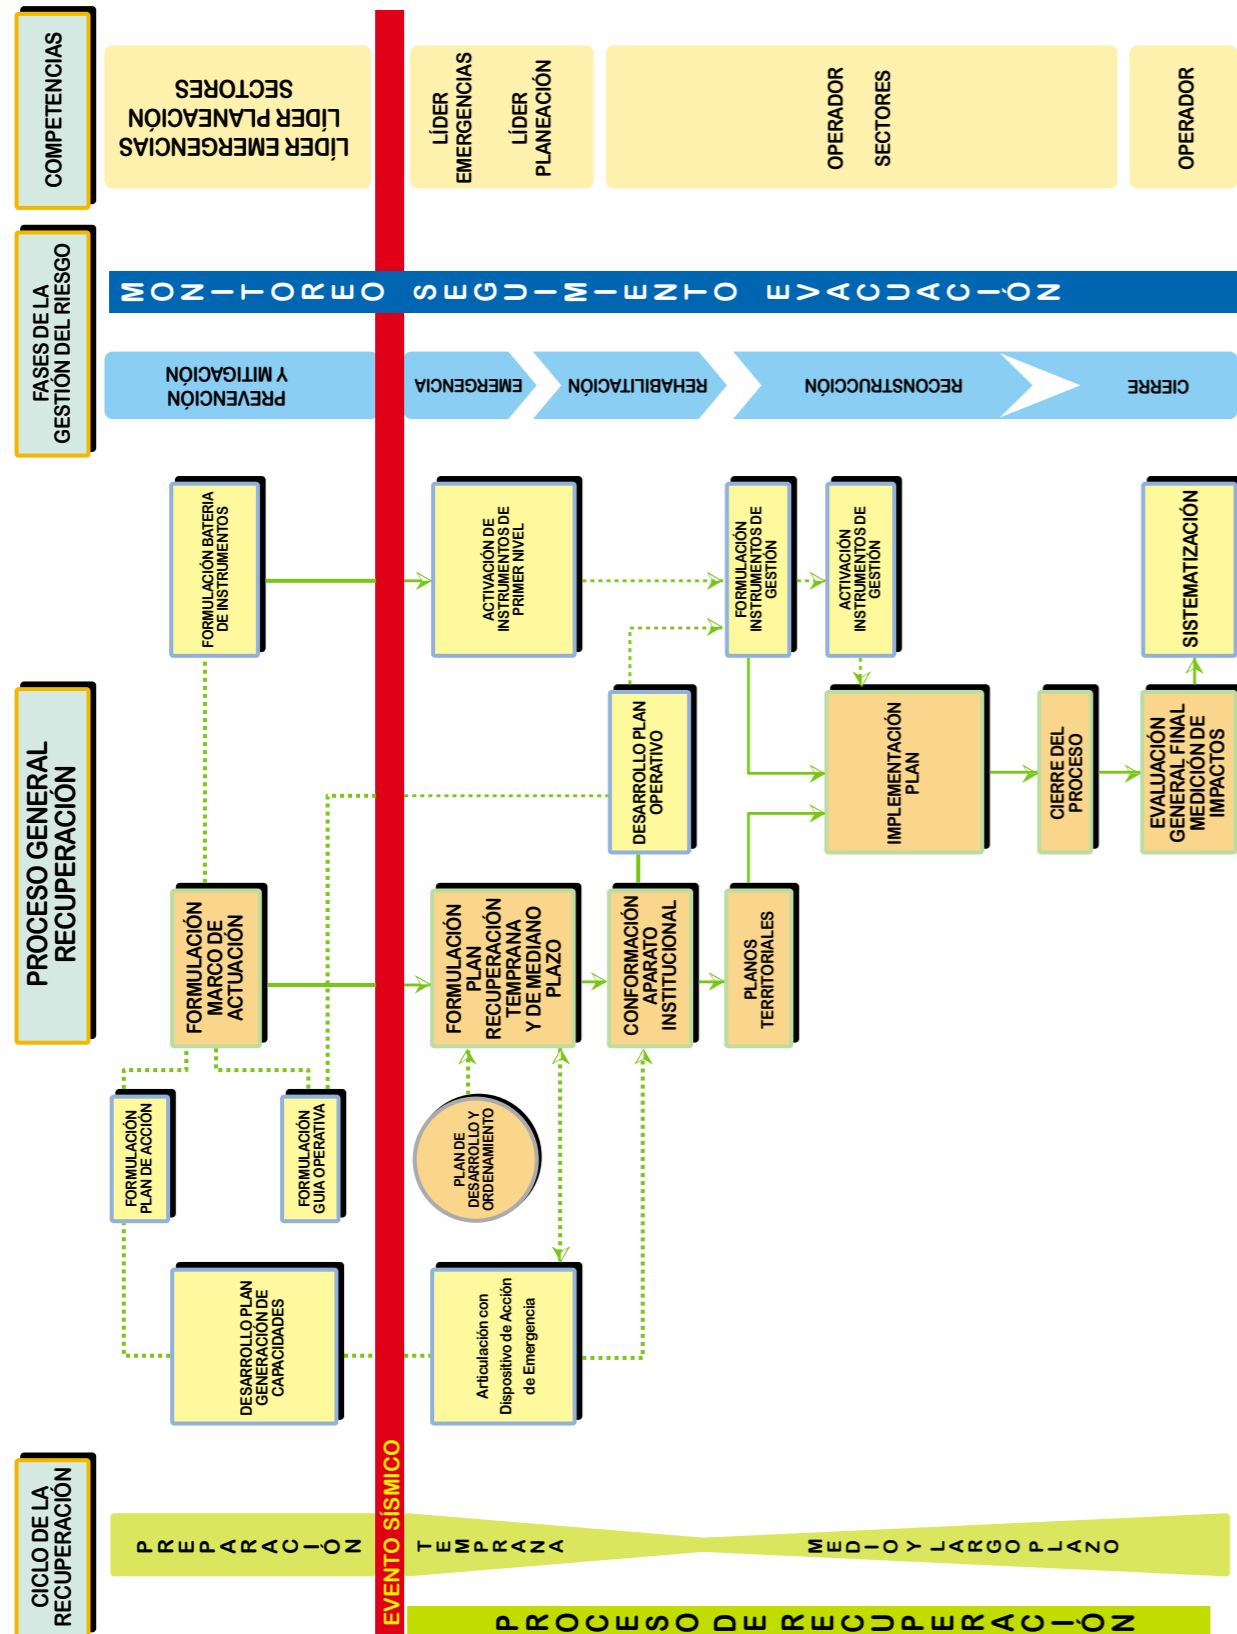 CICLO DE LA
RECUPERACIÓN
PROCESO GENERAL
RECUPERACIÓN
FASES DE LA
GESTIÓN DEL RIESGO
COMPETENCIAS
PREPARACIÓN
FORMULACIÓN
PLAN DE ACCIÓN
DESARROLLO PLAN
GENERACIÓN DE
CAPACIDADES
FORMULACIÓN
GUIA OPERATIVA
FORMULACIÓN
MARCO DE
ACTUACIÓN
FORMULACIÓN BATERIA
DE INSTRUMENTOS
PREVENCIÓN
Y MITIGACIÓN
LÍDER EMERGENCIAS
LÍDER PLANEACIÓN
SECTORES
EVENTO SÍSMICO
PROCESO DE RECUPERACIÓN
TEMPRANA
MEDIO Y LARGO PLAZO
Articulación con
Dispositivo de Acción
de Emergencia
PLAN DE
DESARROLLO Y
ORDENAMIENTO
FORMULACIÓN
PLAN
RECUPERACIÓN
TEMPRANA
Y DE MEDIANO
PLAZO
ACTIVACIÓN DE
INSTRUMENTOS DE
PRIMER NIVEL
CONFORMACIÓN
APARATO
INSTITUCIONAL
DESARROLLO PLAN
OPERATIVO
PLANOS
TERRITORIALES
FORMULACIÓN
INSTRUMENTOS DE
GESTIÓN
IMPLEMENTACIÓN
PLAN
ACTIVACIÓN
INSTRUMENTOS DE
GESTIÓN
CIERRE DEL
PROCESO
EVALUACIÓN
GENERAL FINAL
MEDICIÓN DE
IMPACTOS
SISTEMATIZACIÓN
EMERGENCIA
REHABILITACIÓN
RECONSTRUCCIÓN
CIERRE
MONITOREO SEGUIMIENTO EVACUACIÓN
LÍDER
EMERGENCIAS
LÍDER
PLANEACIÓN
OPERADOR
SECTORES
OPERADOR